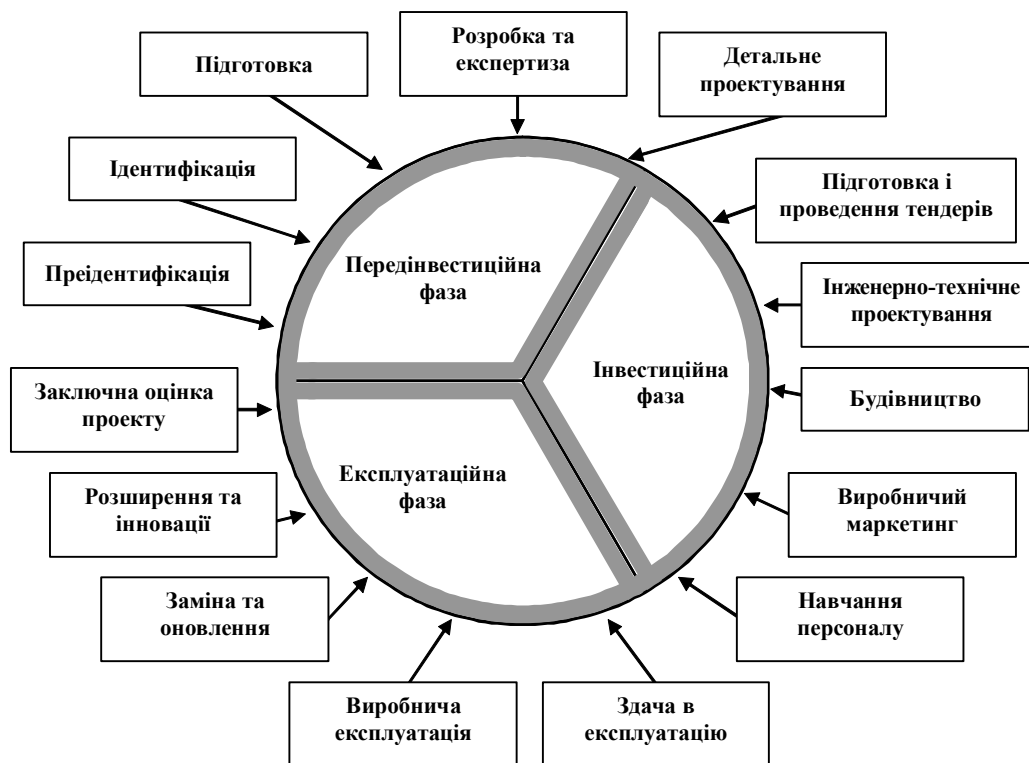 Розробка та
експертиза
Підготовка
Детальне
проектування
Ідентифікація
Підготовка і
проведення тендерів
Преідентифікація
Передінвестиційна
фаза
Інженерно-технічне
проектування
Заключна оцінка
проекту
Інвестиційна
фаза
Будівництво
Експлуатаційна
фаза
Розширення та
інновації
Виробничий
маркетинг
Заміна та
оновлення
Навчання
персоналу
Виробнича
експлуатація
Здача в
експлуатацію